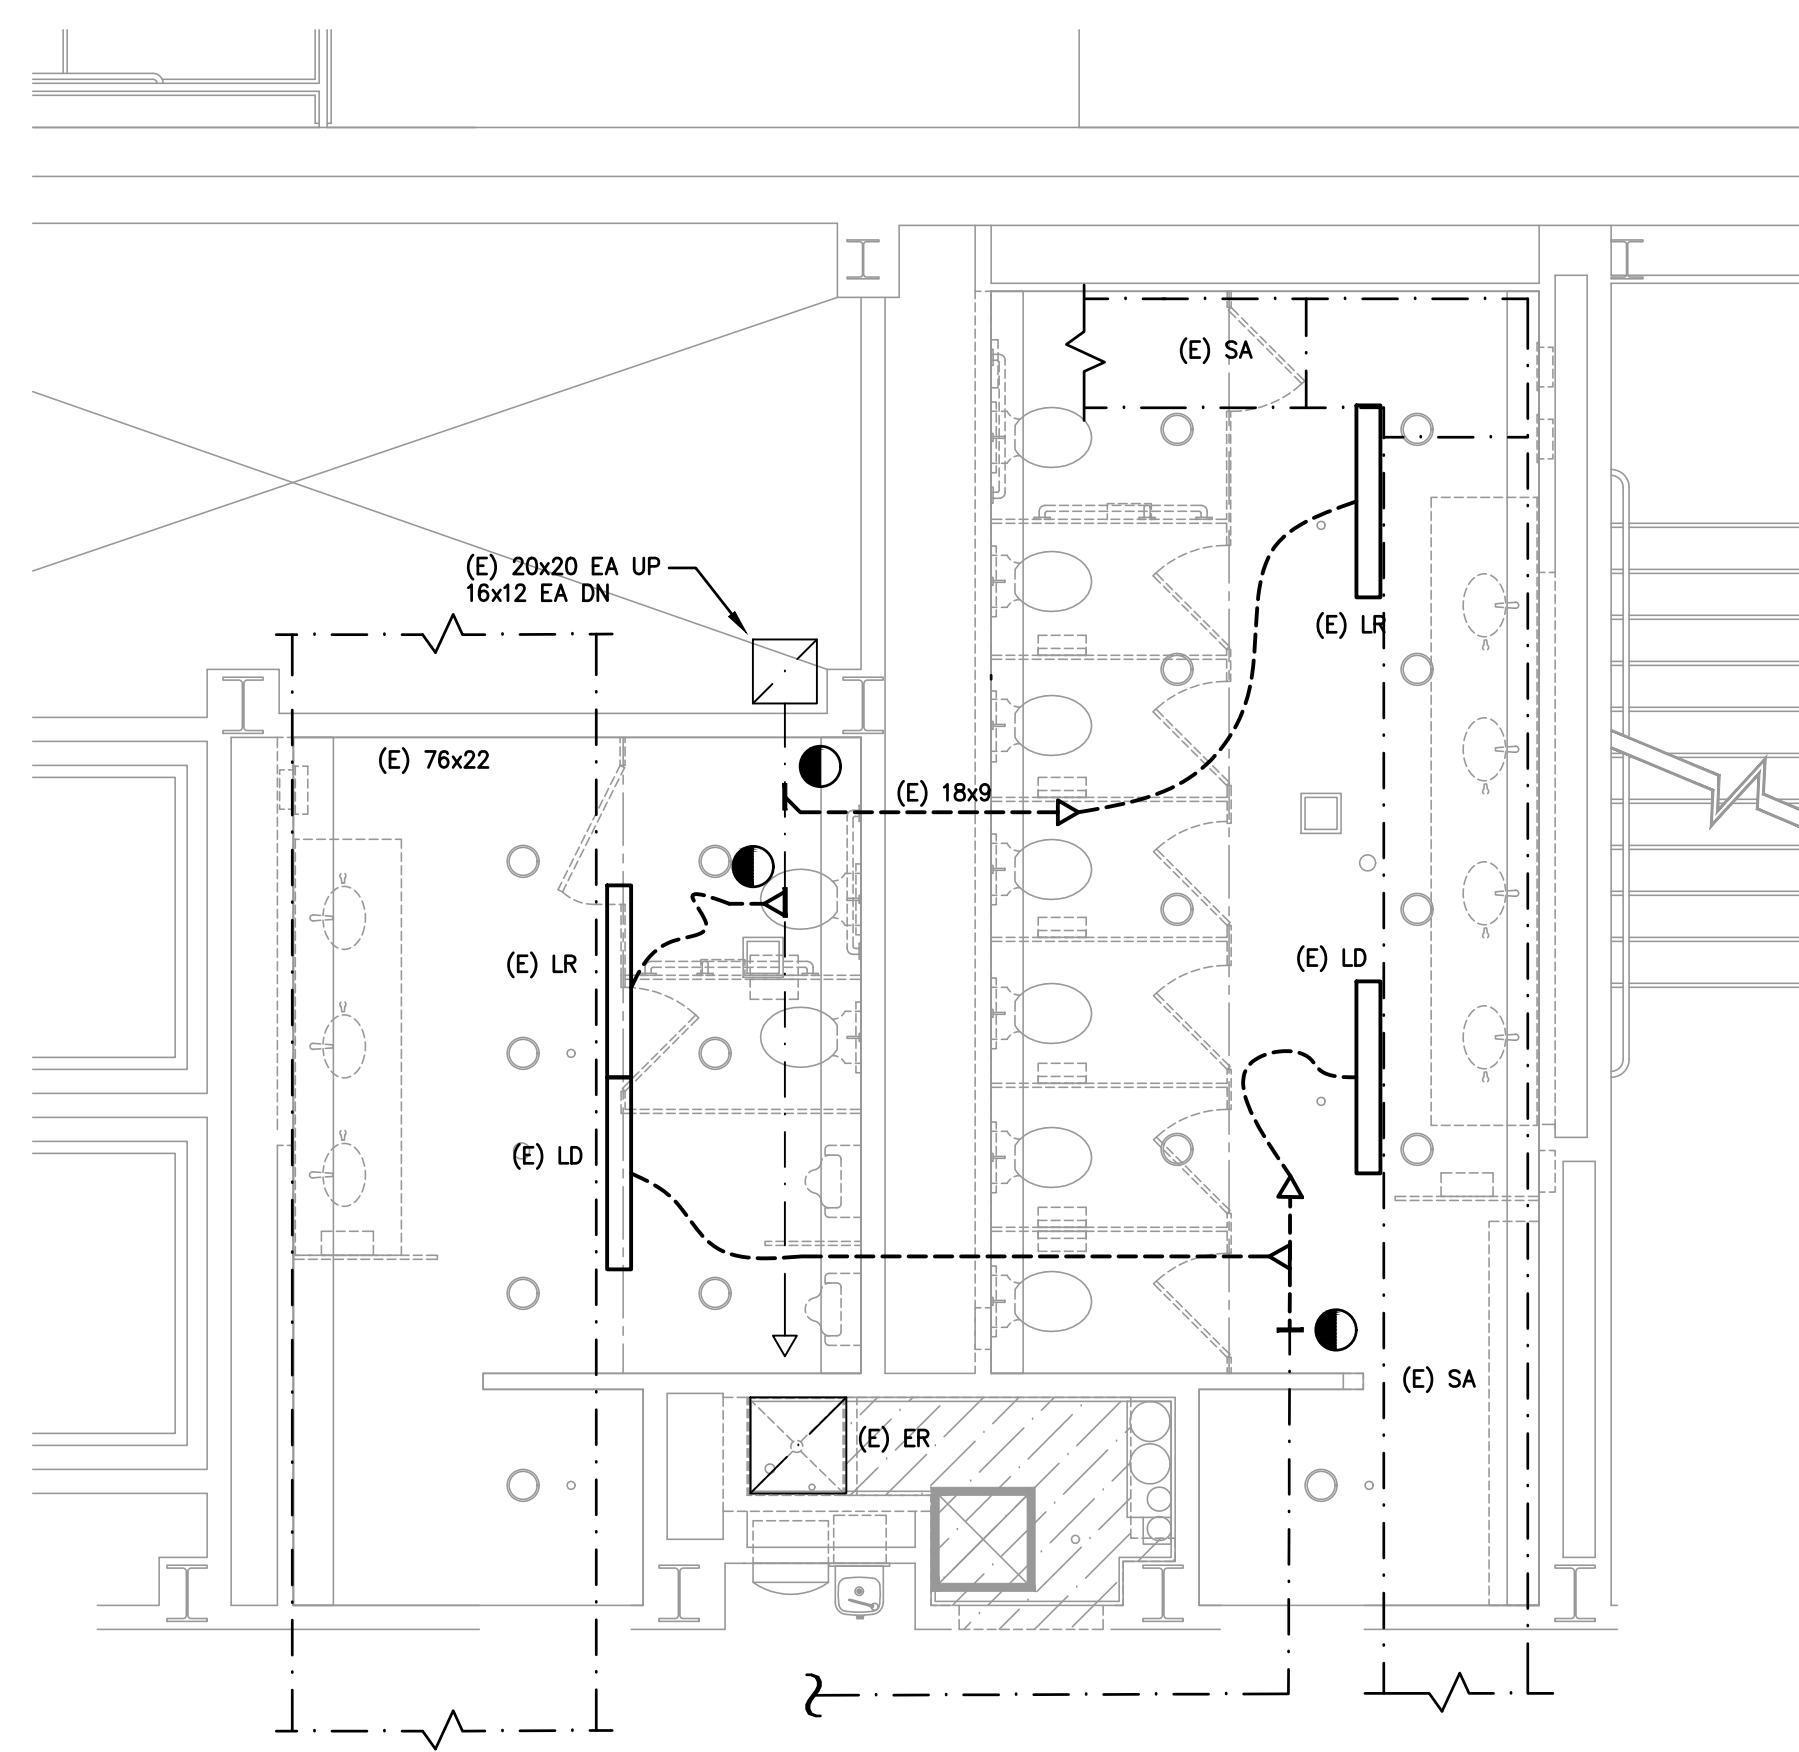 (E) SA
(E) 20x20 EA UP
16x12 EA DN
(E) LR
(E) 76x22
(E) 18x9
(E) LR
(E) LD
(E) LD
(E) SA
(E) ER